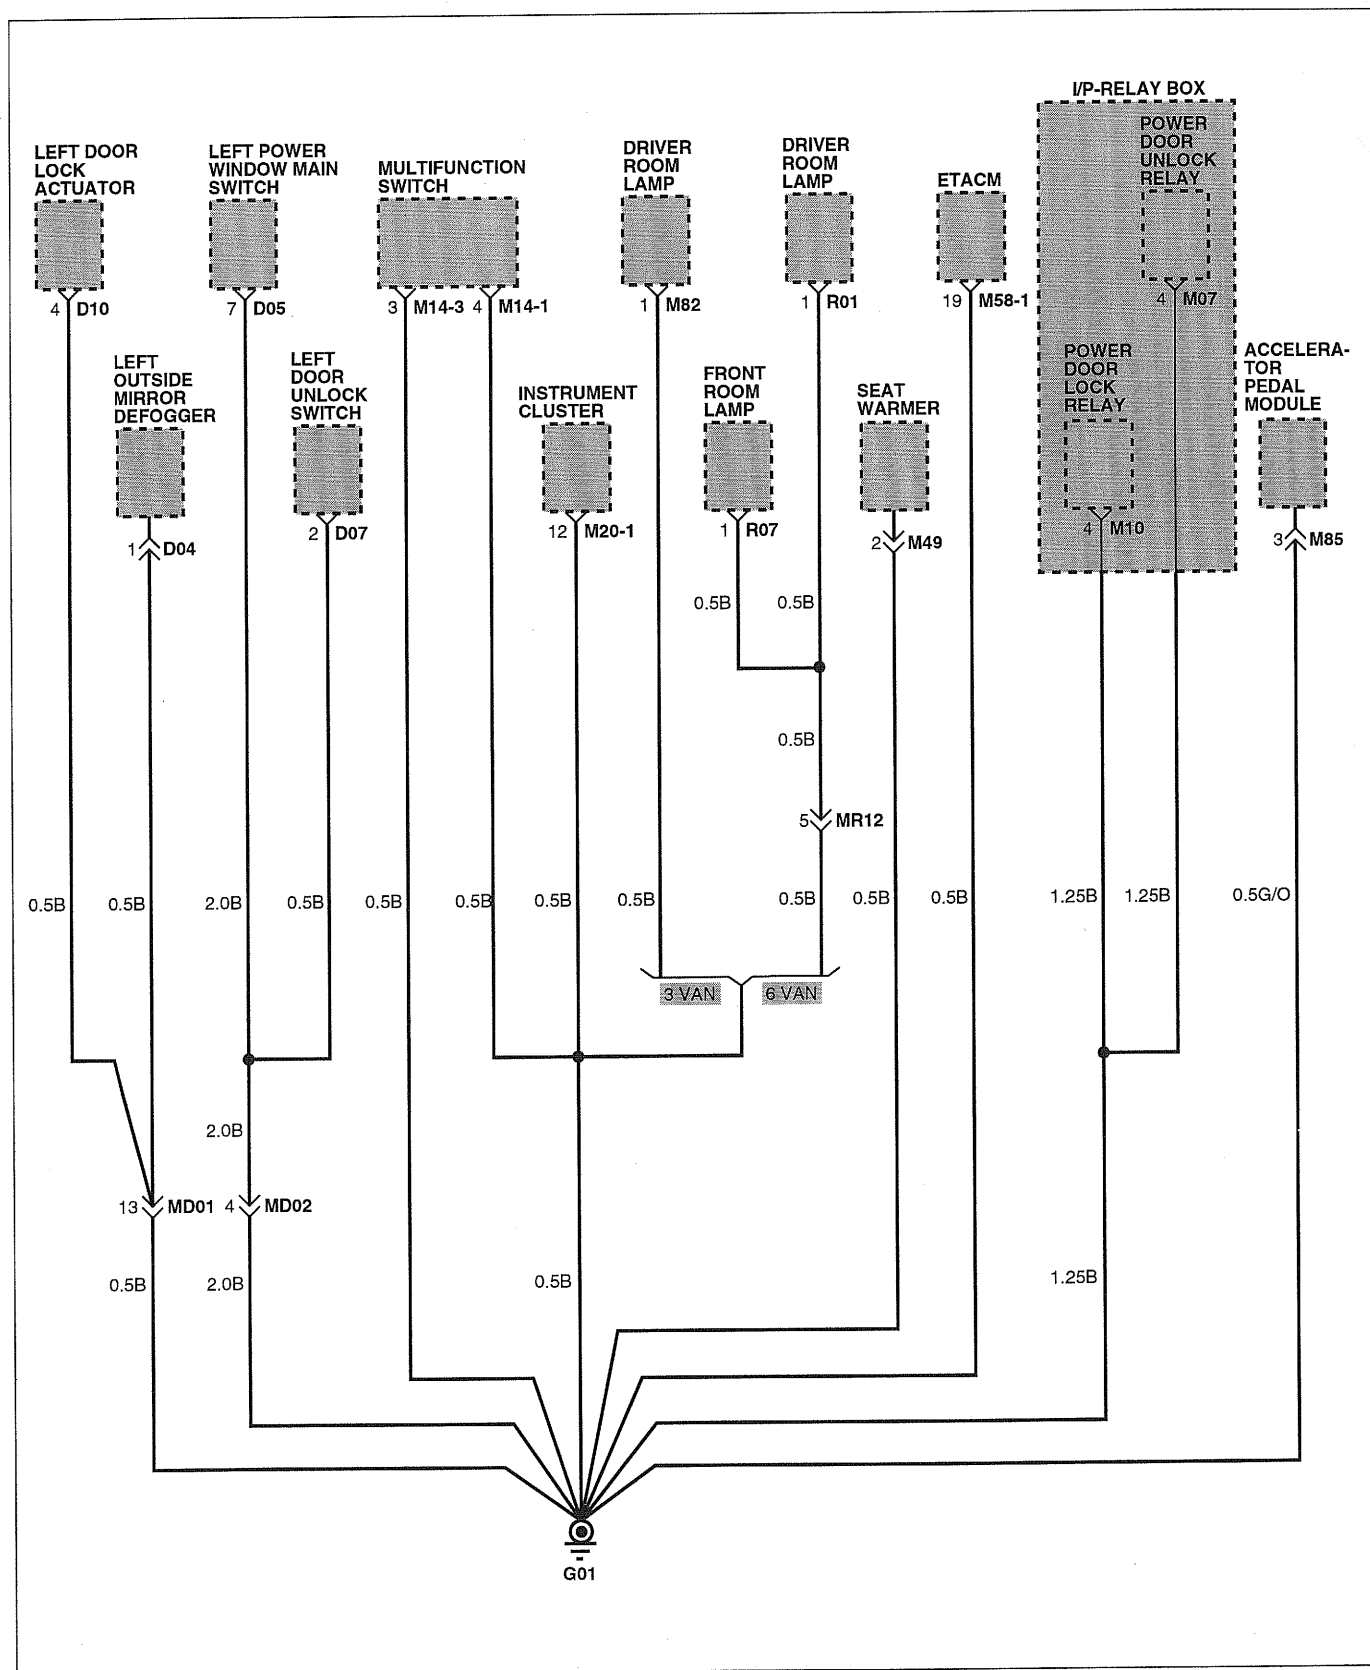 I/P-RELAY BOX
LEFT DOOR
LOCK
ACTUATOR
LEFT POWER
WINDOW MAIN
SWITCH
MULTIFUNCTION
SWITCH
DRIVER
ROOM
LAMP
DRIVER
ROOM
LAMP
ETACM
POWER
DOOR
UNLOCK
RELAY
4 D10
7 D05
3 M14-3
4 M14-1
1 M82
1 R01
19 M58-1
4 M07
LEFT
OUTSIDE
MIRROR
DEFOGGER
LEFT
DOOR
UNLOCK
SWITCH
INSTRUMENT
CLUSTER
FRONT
ROOM
LAMP
SEAT
WARMER
POWER
DOOR
LOCK
RELAY
ACCELERA-
TOR
PEDAL
MODULE
1 D04
2 D07
12 M20-1
1 R07
2 M49
4 M10
3 M85
0.5B
0.5B
0.5B
5 MR12
0.5B
0.5B
2.0B
0.5B
0.5B
0.5B
0.5B
0.5B
0.5B
0.5B
0.5B
1.25B
1.25B
0.5G/O
3 VAN
6 VAN
2.0B
13 MD01
4 MD02
0.5B
2.0B
0.5B
1.25B
G01